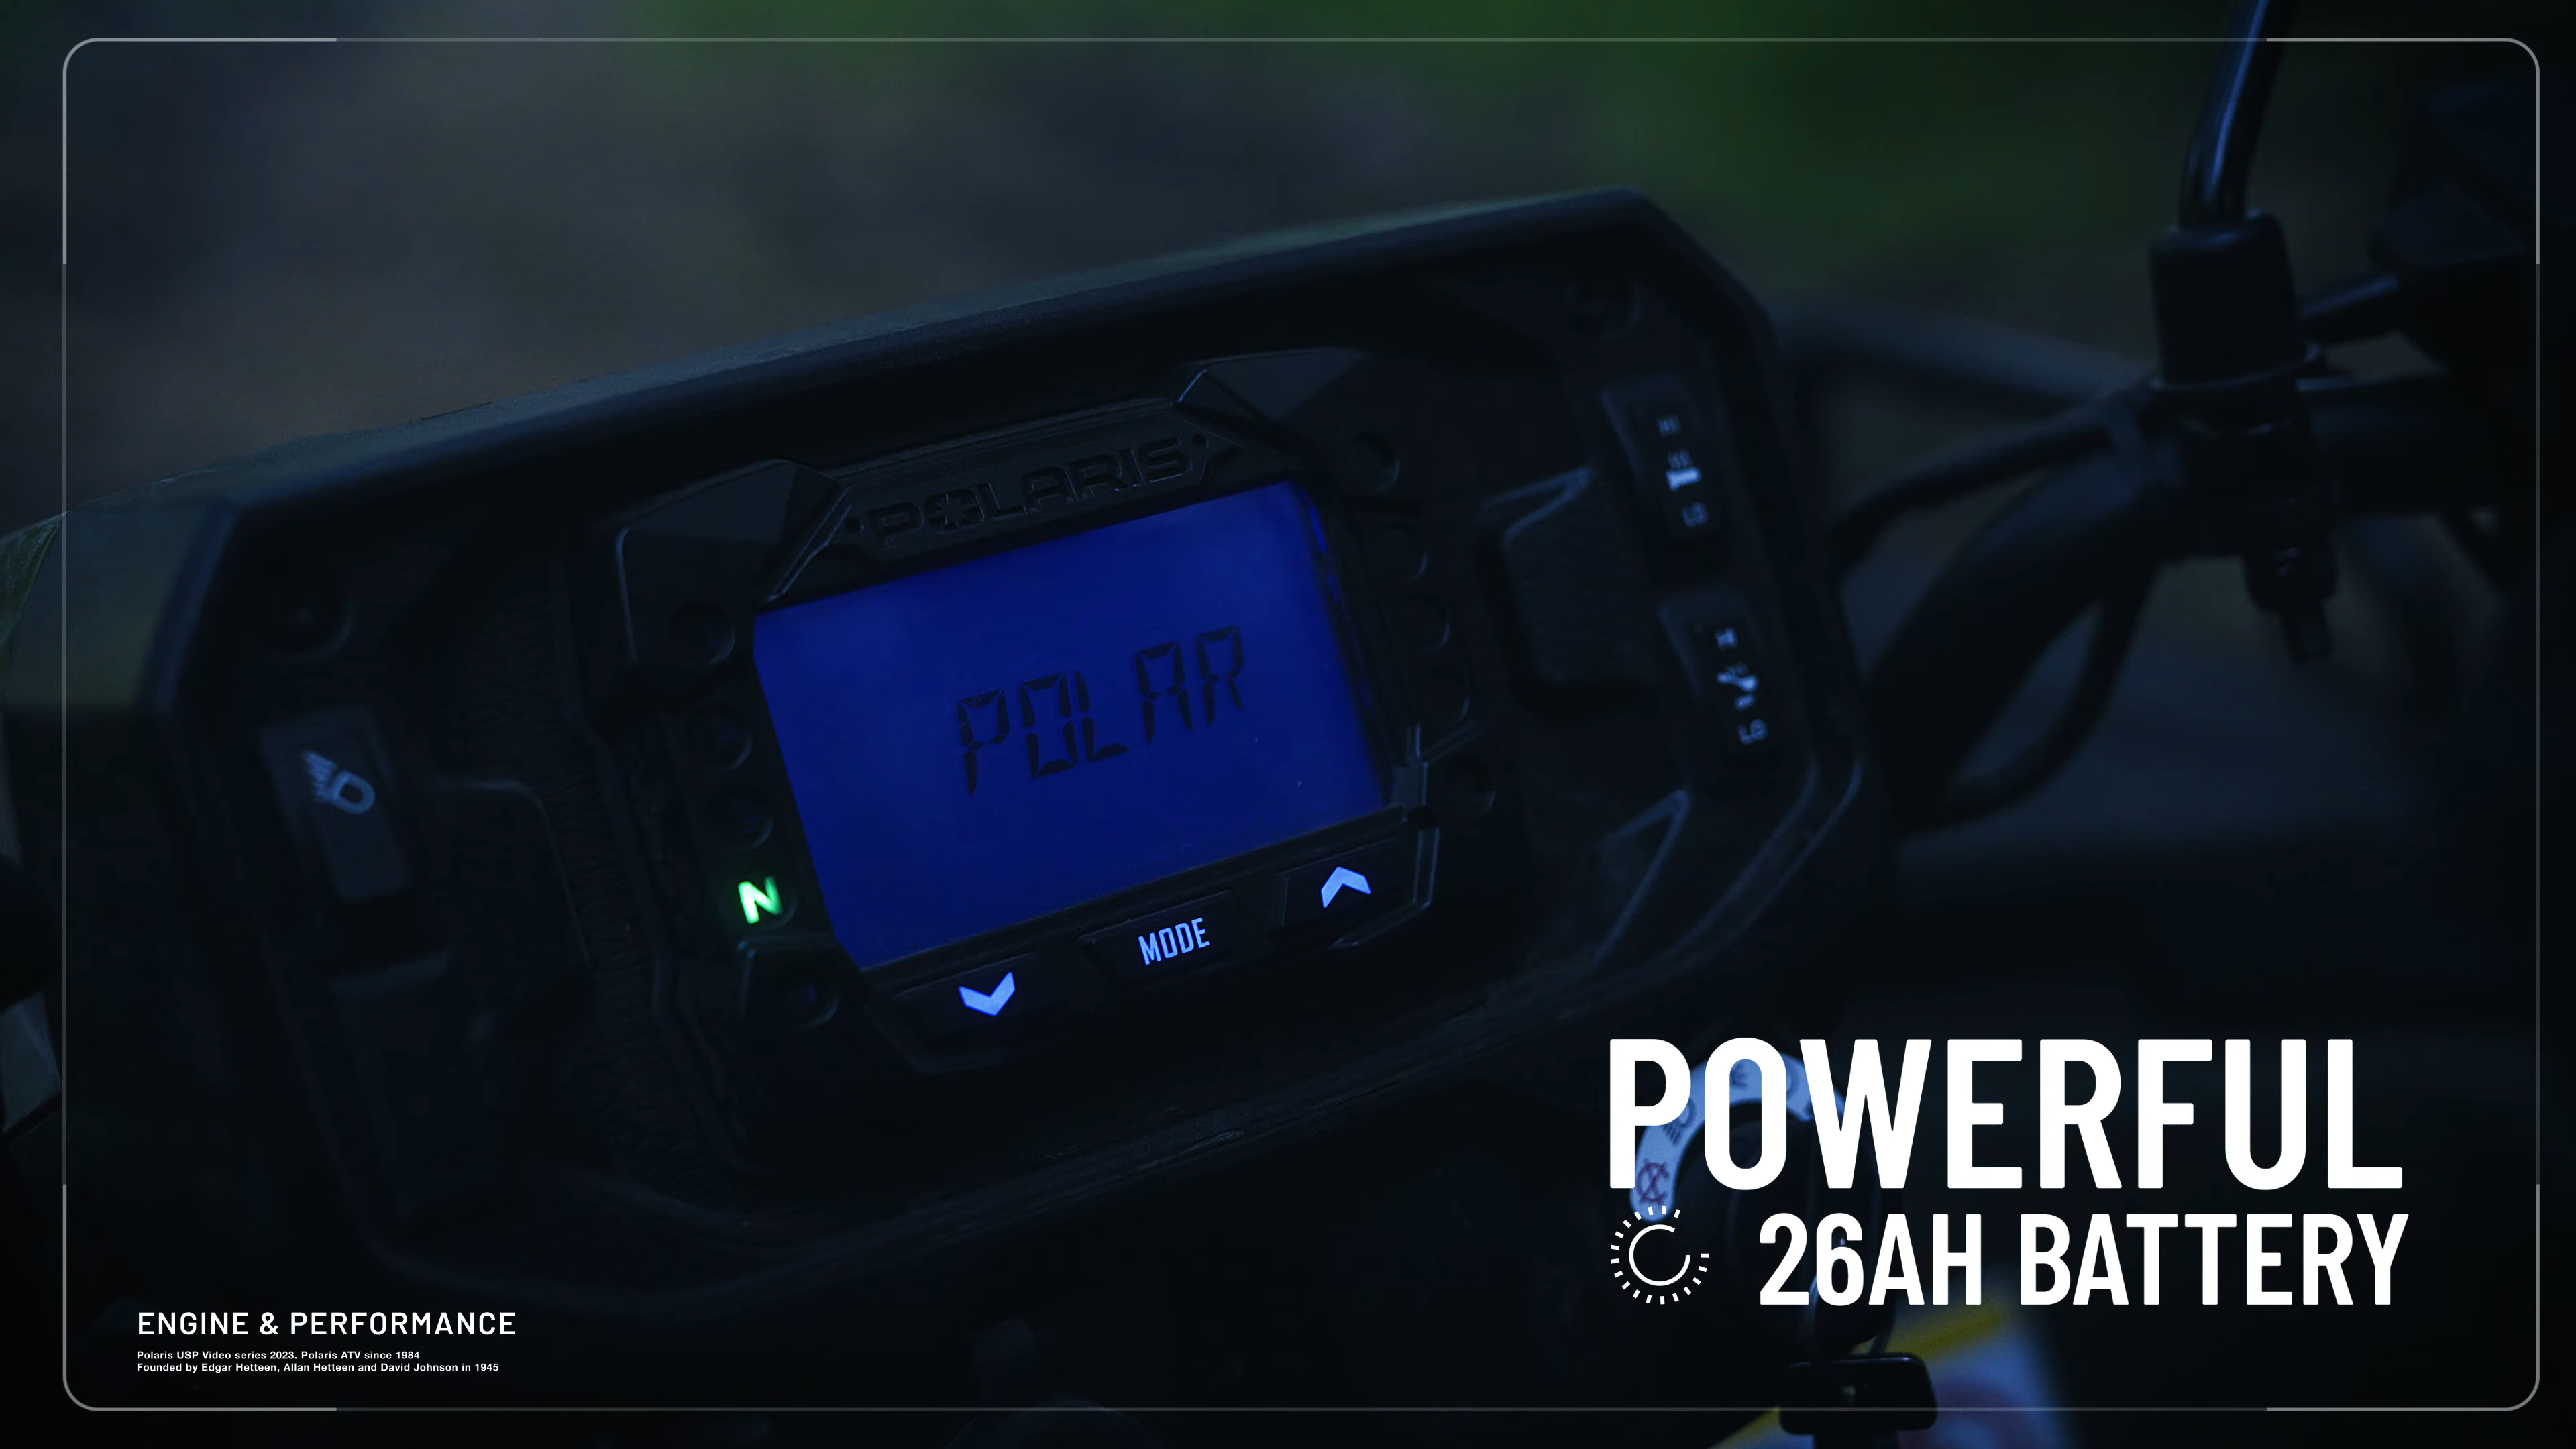 POLARIS
POLAR
N
MODE
POWERFUL
26AH BATTERY
ENGINE & PERFORMANCE
Polaris USP Video series 2023. Polaris ATV since 1984
Founded by Edgar Hetteen, Allan Hetteen and David Johnson in 1945